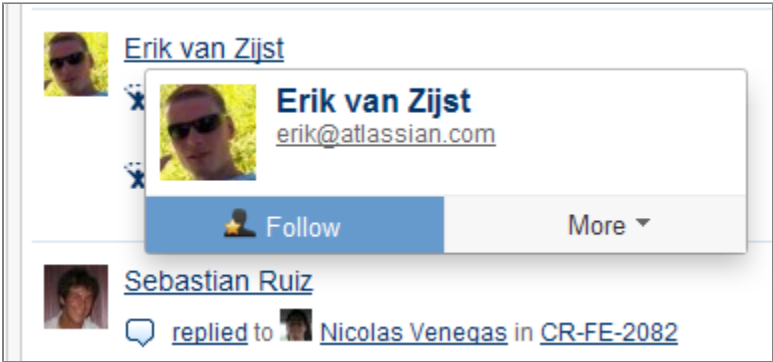 Erik van Zijst
Erik van Zijst
erik@atlassian.com
Follow More
Sebastian Ruiz
replied to Nicolas Venegas in CR-FE-2082